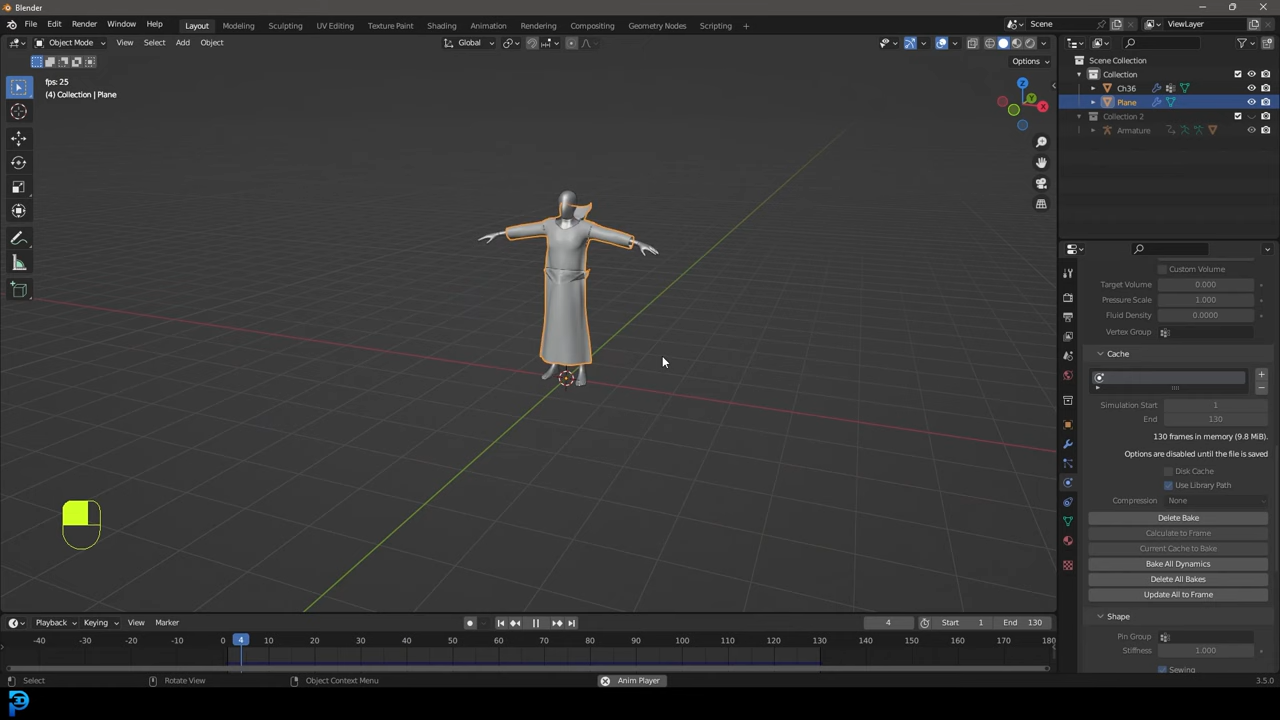 Blender
File Edit Render Window Help Layout Modeling Sculpting UV Editing Texture Paint Shading Animation Rendering Compositing Geometry Nodes Scripting + Scene ViewLayer
Object Mode View Select Add Object Global
Options
fps: 25
(4) Collection | Plane
Z
Y
X
Scene Collection
Collection
Ch36
Plane
Collection 2
Armature
Custom Volume
Target Volume 0.000
Pressure Scale 1.000
Fluid Density 0.0000
Vertex Group
Cache
Simulation Start 1
End 130
130 frames in memory (9.8 MiB).
Options are disabled until the file is saved
Disk Cache
Use Library Path
Compression None
Delete Bake
Calculate to Frame
Current Cache to Bake
Bake All Dynamics
Delete All Bakes
Update All to Frame
Shape
Pin Group
Stiffness 1.000
Sewing
Playback Keying View Marker 4 Start 1 End 130
-40 -30 -20 -10 0 4 10 20 30 40 50 60 70 80 90 100 110 120 130 140 150 160 170 180
Select Rotate View Object Context Menu Anim Player 3.5.0